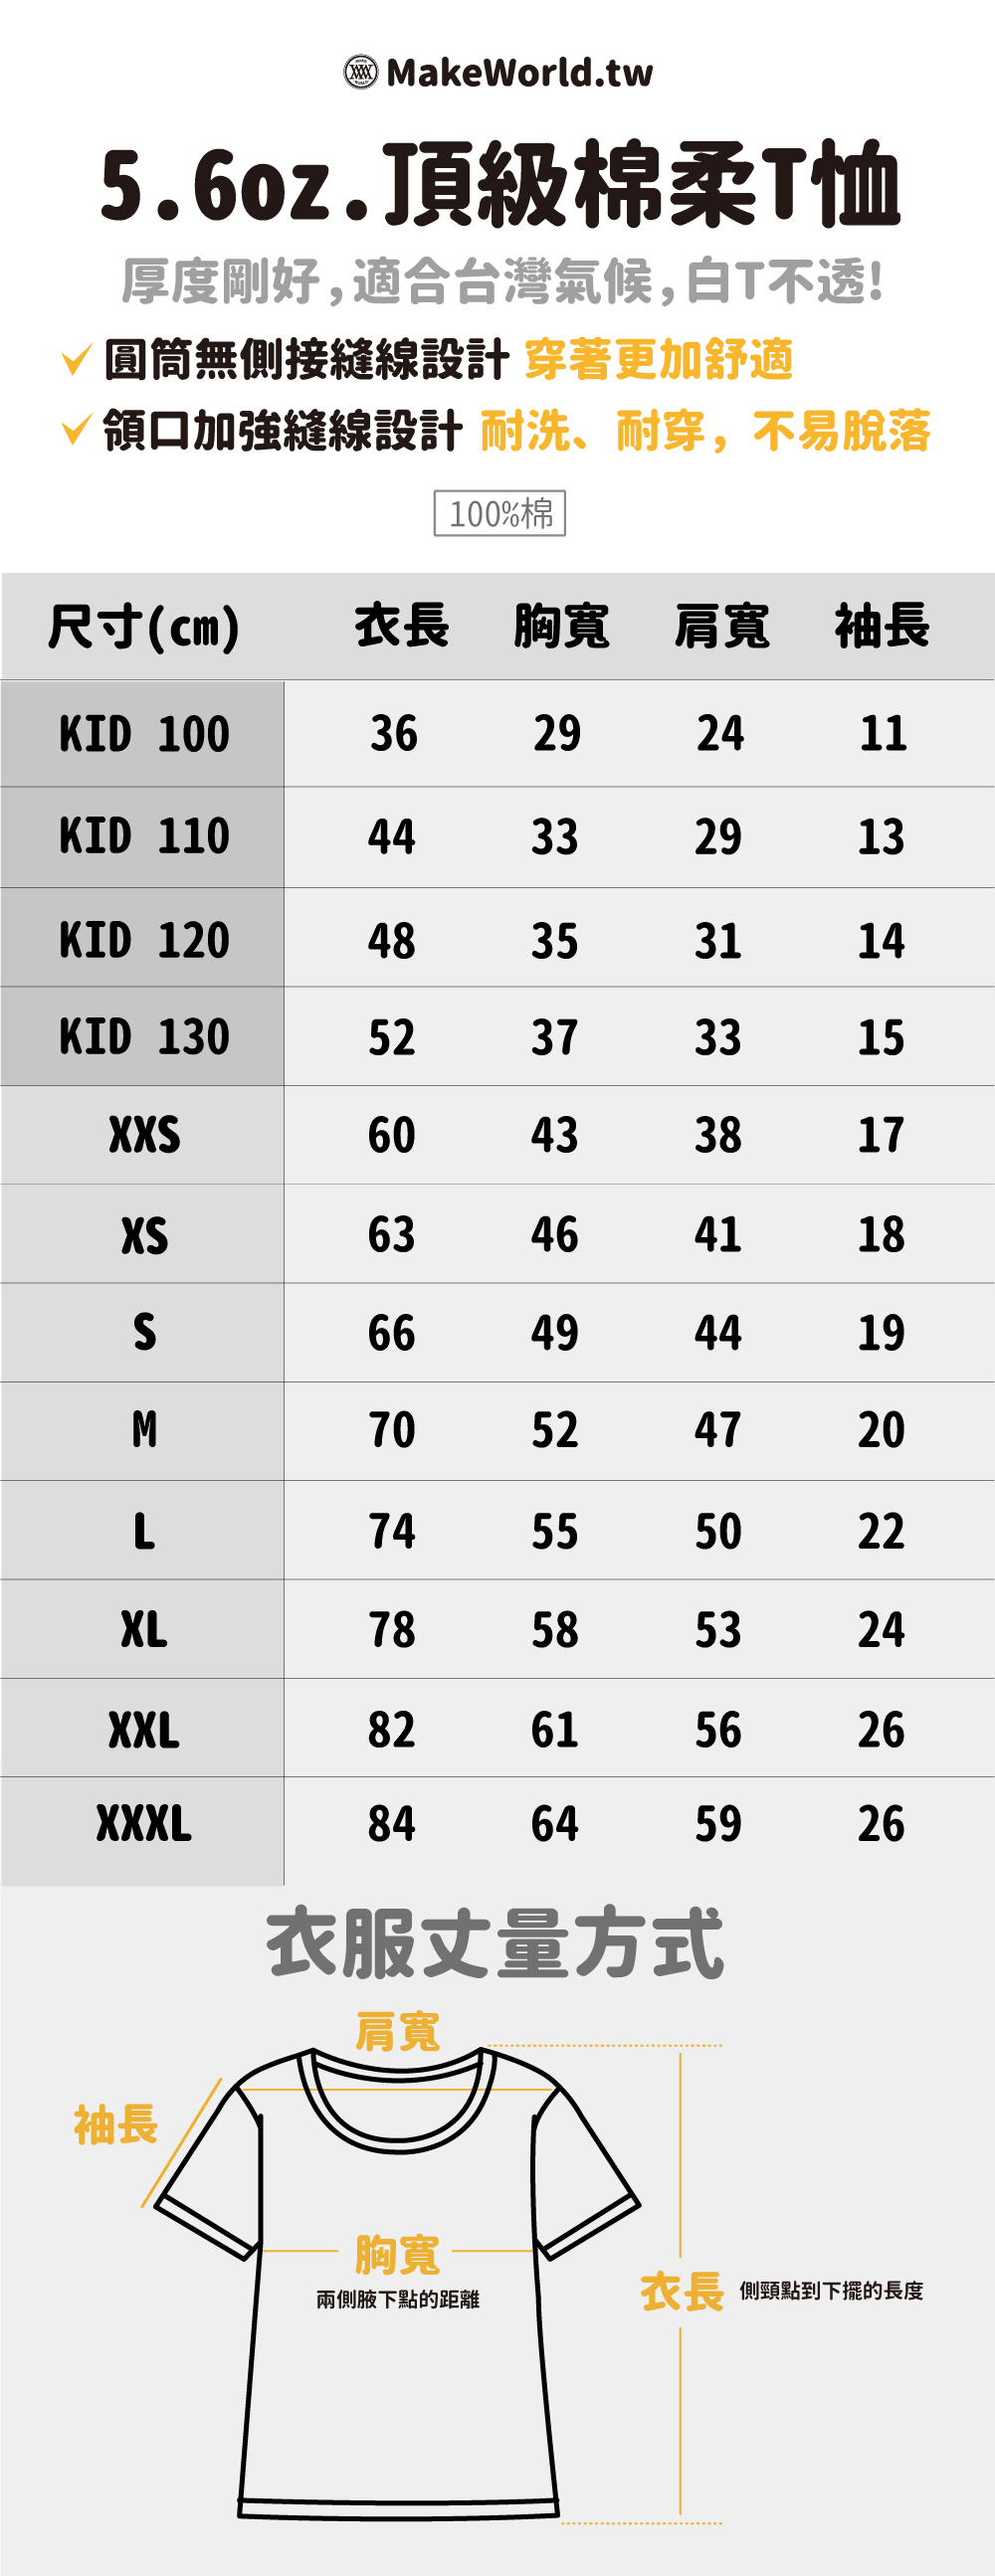 MakeWorld.tw
5.6oz.頂級棉柔T恤
厚度剛好,適合台灣氣候,白T不透!
圓筒無側接縫線設計 穿著更加舒適
領口加強縫線設計 耐洗、耐穿，不易脫落
100%棉
尺寸(cm) 衣長 胸寬 肩寬 袖長
KID 100 36 29 24 11
KID 110 44 33 29 13
KID 120 48 35 31 14
KID 130 52 37 33 15
XXS 60 43 38 17
XS 63 46 41 18
S 66 49 44 19
M 70 52 47 20
L 74 55 50 22
XL 78 58 53 24
XXL 82 61 56 26
XXXL 84 64 59 26
衣服丈量方式
肩寬
袖長
胸寬
兩側腋下點的距離
衣長 側頸點到下擺的長度